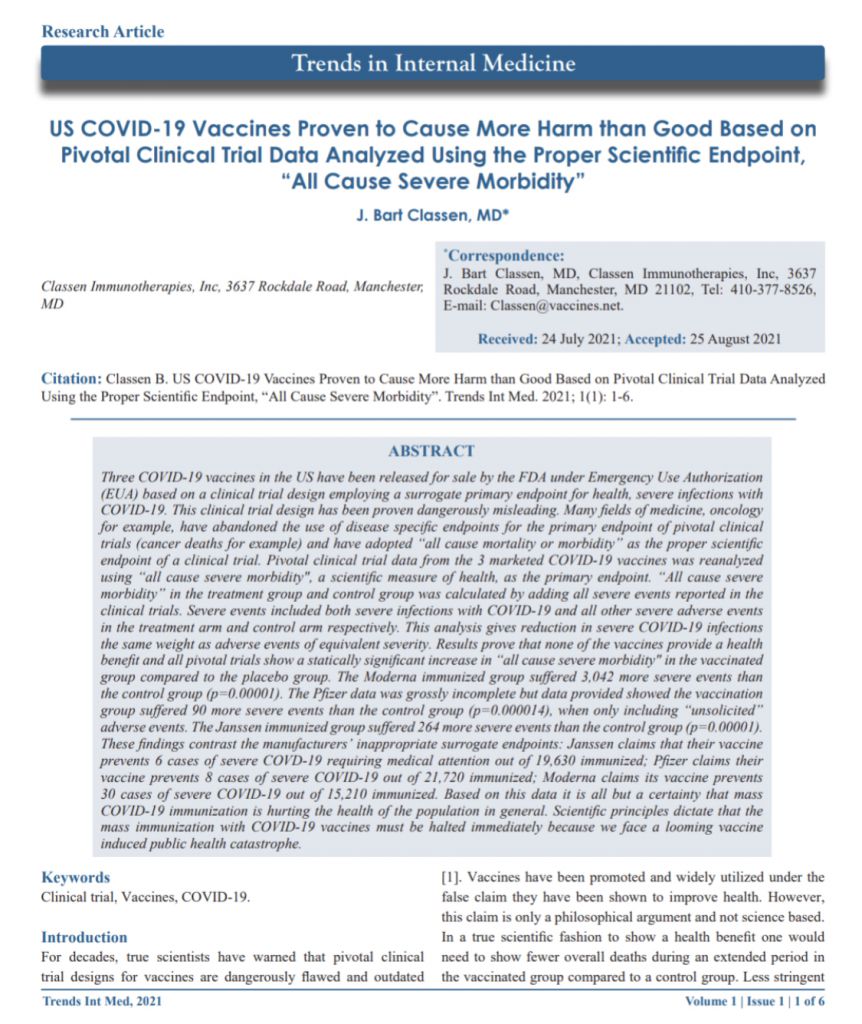 Research Article
Trends in Internal Medicine
US COVID-19 Vaccines Proven to Cause More Harm than Good Based on
Pivotal Clinical Trial Data Analyzed Using the Proper Scientific Endpoint,
“All Cause Severe Morbidity”
J. Bart Classen, MD*
Classen Immunotherapies, Inc, 3637 Rockdale Road, Manchester,
MD
*Correspondence:
J. Bart Classen, MD, Classen Immunotherapies, Inc, 3637
Rockdale Road, Manchester, MD 21102, Tel: 410-377-8526,
E-mail: Classen@vaccines.net.
Received: 24 July 2021; Accepted: 25 August 2021
Citation: Classen B. US COVID-19 Vaccines Proven to Cause More Harm than Good Based on Pivotal Clinical Trial Data Analyzed
Using the Proper Scientific Endpoint, “All Cause Severe Morbidity”. Trends Int Med. 2021; 1(1): 1-6.
ABSTRACT
Three COVID-19 vaccines in the US have been released for sale by the FDA under Emergency Use Authorization
(EUA) based on a clinical trial design employing a surrogate primary endpoint for health, severe infections with
COVID-19. This clinical trial design has been proven dangerously misleading. Many fields of medicine, oncology
for example, have abandoned the use of disease specific endpoints for the primary endpoint of pivotal clinical
trials (cancer deaths for example) and have adopted “all cause mortality or morbidity” as the proper scientific
endpoint of a clinical trial. Pivotal clinical trial data from the 3 marketed COVID-19 vaccines was reanalyzed
using “all cause severe morbidity", a scientific measure of health, as the primary endpoint. “All cause severe
morbidity” in the treatment group and control group was calculated by adding all severe events reported in the
clinical trials. Severe events included both severe infections with COVID-19 and all other severe adverse events
in the treatment arm and control arm respectively. This analysis gives reduction in severe COVID-19 infections
the same weight as adverse events of equivalent severity. Results prove that none of the vaccines provide a health
benefit and all pivotal trials show a statically significant increase in “all cause severe morbidity" in the vaccinated
group compared to the placebo group. The Moderna immunized group suffered 3,042 more severe events than
the control group (p=0.00001). The Pfizer data was grossly incomplete but data provided showed the vaccination
group suffered 90 more severe events than the control group (p=0.000014), when only including “unsolicited”
adverse events. The Janssen immunized group suffered 264 more severe events than the control group (p=0.00001).
These findings contrast the manufacturers’ inappropriate surrogate endpoints: Janssen claims that their vaccine
prevents 6 cases of severe COVD-19 requiring medical attention out of 19,630 immunized; Pfizer claims their
vaccine prevents 8 cases of severe COVID-19 out of 21,720 immunized; Moderna claims its vaccine prevents
30 cases of severe COVID-19 out of 15,210 immunized. Based on this data it is all but a certainty that mass
COVID-19 immunization is hurting the health of the population in general. Scientific principles dictate that the
mass immunization with COVID-19 vaccines must be halted immediately because we face a looming vaccine
induced public health catastrophe.
Keywords
Clinical trial, Vaccines, COVID-19.
Introduction
For decades, true scientists have warned that pivotal clinical
trial designs for vaccines are dangerously flawed and outdated
[1]. Vaccines have been promoted and widely utilized under the
false claim they have been shown to improve health. However,
this claim is only a philosophical argument and not science based.
In a true scientific fashion to show a health benefit one would
need to show fewer overall deaths during an extended period in
the vaccinated group compared to a control group. Less stringent
Trends Int Med, 2021
Volume 1 | Issue 1 | 1 of 6